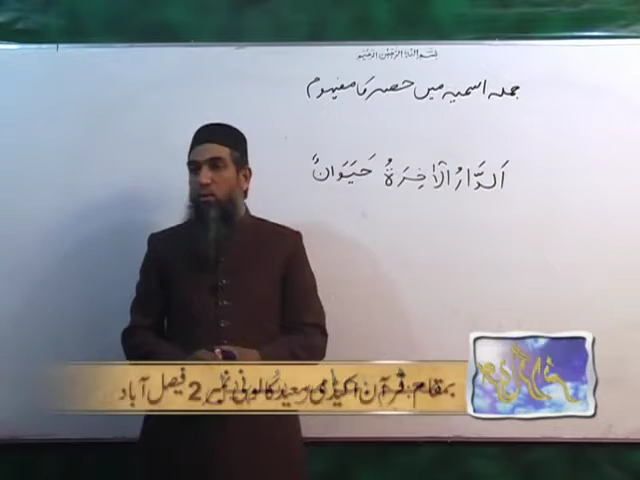 بسم اللہ الرحمٰن الرحیم
جملہ اسمیہ میں حصر کا مفہوم
اَلدَّارُ الْاٰخِرَةُ حَیَوَانٌ
بمقام: قرآن اکیڈمی سعید کالونی نمبر 2 فیصل آباد